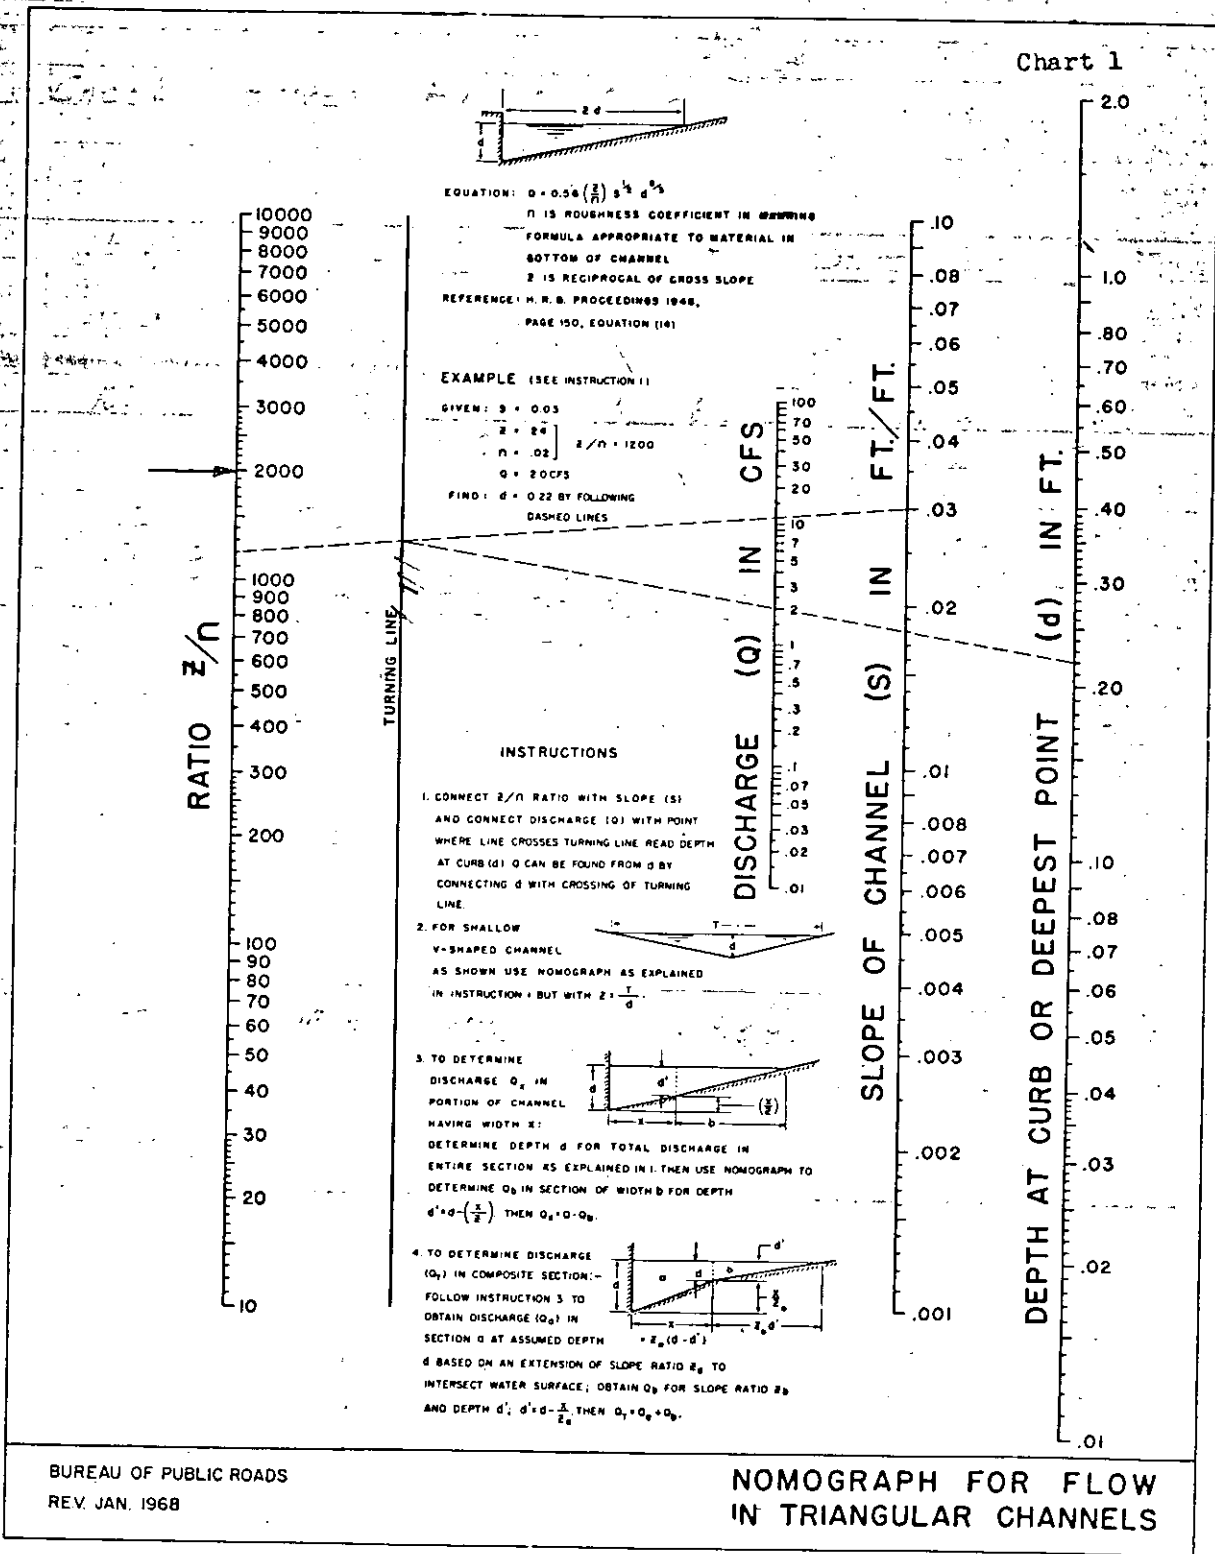 Chart 1
z d
d
EQUATION: Q = 0.56 (Z/n) S^1/2 d^8/3
n IS ROUGHNESS COEFFICIENT IN MANNING
FORMULA APPROPRIATE TO MATERIAL IN
BOTTOM OF CHANNEL
Z IS RECIPROCAL OF CROSS SLOPE
REFERENCE: H. R. B. PROCEEDINGS 1946,
PAGE 150, EQUATION (14)
EXAMPLE (SEE INSTRUCTION 1)
GIVEN: S = 0.03
Z = 24
n = .02
Z/n = 1200
Q = 2.0 CFS
FIND: d = 0.22 BY FOLLOWING
DASHED LINES
RATIO Z/n
10000
9000
8000
7000
6000
5000
4000
3000
2000
1000
900
800
700
600
500
400
300
200
100
90
80
70
60
50
40
30
20
10
TURNING LINE
DISCHARGE (Q) IN CFS
100
70
50
30
20
10
7
5
3
2
1
.7
.5
.3
.2
.1
.07
.05
.03
.02
.01
SLOPE OF CHANNEL (S) IN FT./FT.
.10
.08
.07
.06
.05
.04
.03
.02
.01
.008
.007
.006
.005
.004
.003
.002
.001
DEPTH AT CURB OR DEEPEST POINT (d) IN FT.
2.0
1.0
.80
.70
.60
.50
.40
.30
.20
.10
.08
.07
.06
.05
.04
.03
.02
.01
INSTRUCTIONS
1. CONNECT Z/n RATIO WITH SLOPE (S)
AND CONNECT DISCHARGE (Q) WITH POINT
WHERE LINE CROSSES TURNING LINE READ DEPTH
AT CURB (d) Q CAN BE FOUND FROM d BY
CONNECTING d WITH CROSSING OF TURNING
LINE.
2. FOR SHALLOW
V-SHAPED CHANNEL
AS SHOWN USE NOMOGRAPH AS EXPLAINED
IN INSTRUCTION 1 BUT WITH Z = T/d.
T
d
3. TO DETERMINE
DISCHARGE Qx IN
PORTION OF CHANNEL
HAVING WIDTH X:
DETERMINE DEPTH d FOR TOTAL DISCHARGE IN
ENTIRE SECTION AS EXPLAINED IN 1. THEN USE NOMOGRAPH TO
DETERMINE Qb IN SECTION OF WIDTH b FOR DEPTH
d' = d-(x/z) THEN Qx = Q-Qb.
d
d'
(x/z)
x
b
4. TO DETERMINE DISCHARGE
(QT) IN COMPOSITE SECTION:-
FOLLOW INSTRUCTION 3 TO
OBTAIN DISCHARGE (Qa) IN
SECTION a AT ASSUMED DEPTH
d BASED ON AN EXTENSION OF SLOPE RATIO Za TO
INTERSECT WATER SURFACE; OBTAIN Qb FOR SLOPE RATIO Zb
AND DEPTH d'; d' = d-x/Za, THEN QT = Qa+Qb.
d'
d
a
d
b
x/Za
x
= Za(d-d')
BUREAU OF PUBLIC ROADS
REV. JAN. 1968
NOMOGRAPH FOR FLOW
IN TRIANGULAR CHANNELS